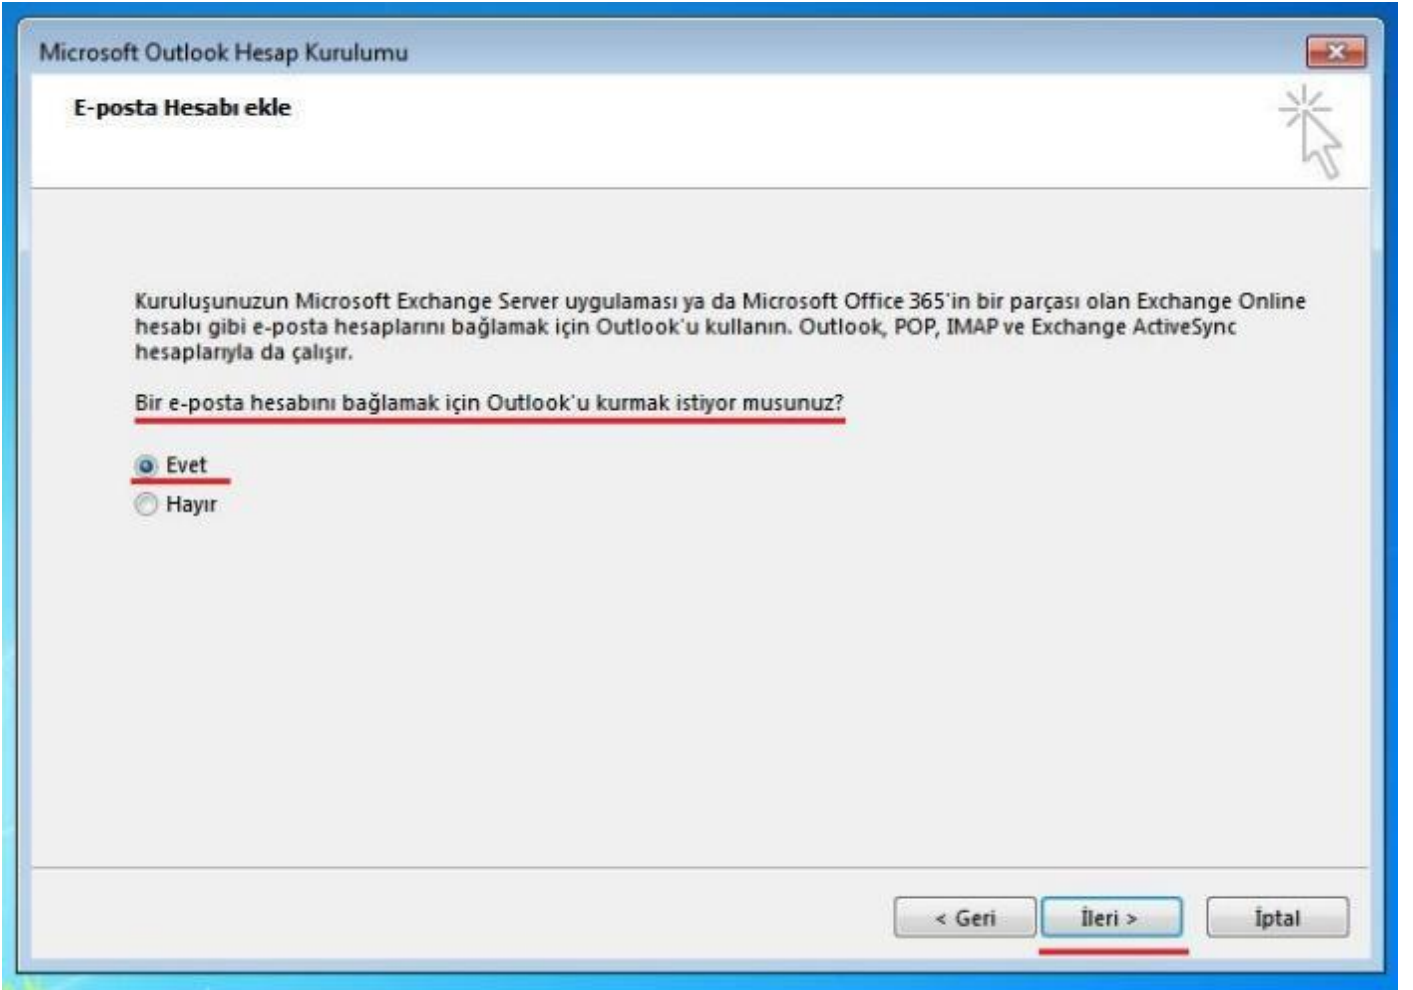 Microsoft Outlook Hesap Kurulumu
E-posta Hesabı ekle
Kuruluşunuzun Microsoft Exchange Server uygulaması ya da Microsoft Office 365'in bir parçası olan Exchange Online
hesabı gibi e-posta hesaplarını bağlamak için Outlook'u kullanın. Outlook, POP, IMAP ve Exchange ActiveSync
hesaplarıyla da çalışır.
Bir e-posta hesabını bağlamak için Outlook'u kurmak istiyor musunuz?
Evet
Hayır
< Geri
İleri >
İptal